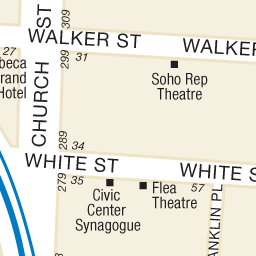 309
ST
WALKER ST
WALKER
27
299
31
Soho Rep
Theatre
Hotel
CHURCH
289
34
WHITE ST
WHITE S
279
35
Civic
Center
Synagogue
Flea
Theatre
57
PL